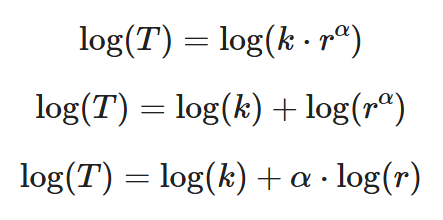 log(T) = log(k · r^α)
log(T) = log(k) + log(r^α)
log(T) = log(k) + α · log(r)